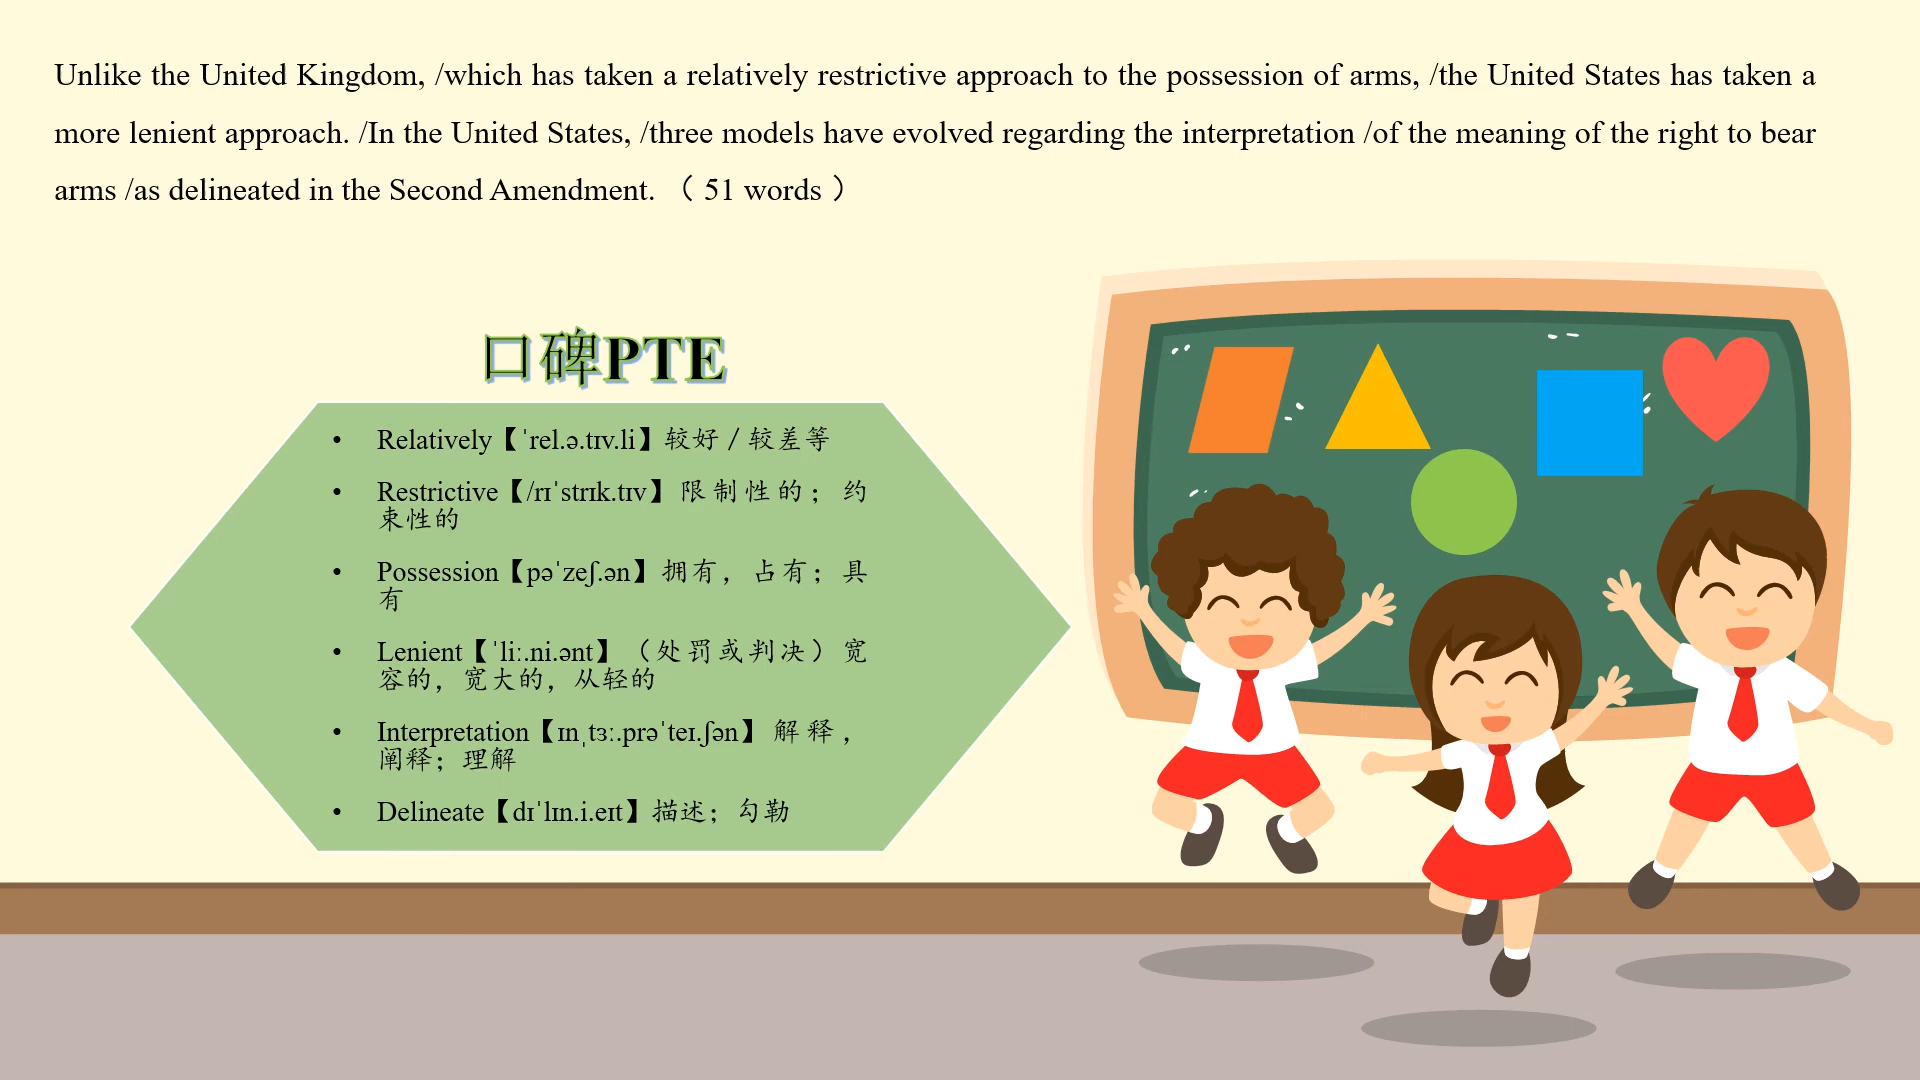 Unlike the United Kingdom, /which has taken a relatively restrictive approach to the possession of arms, /the United States has taken a
more lenient approach. /In the United States, /three models have evolved regarding the interpretation /of the meaning of the right to bear
arms /as delineated in the Second Amendment. （ 51 words ）
口碑PTE
• Relatively【ˈrel.ə.tɪv.li】较好 / 较差等
• Restrictive【/rɪˈstrɪk.tɪv】限制性的；约
束性的
• Possession【pəˈzeʃ.ən】拥有，占有；具
有
• Lenient【ˈliː.ni.ənt】（处罚或判决）宽
容的，宽大的，从轻的
• Interpretation【ɪnˌtɜː.prəˈteɪ.ʃən】解释，
阐释；理解
• Delineate【dɪˈlɪn.i.eɪt】描述；勾勒